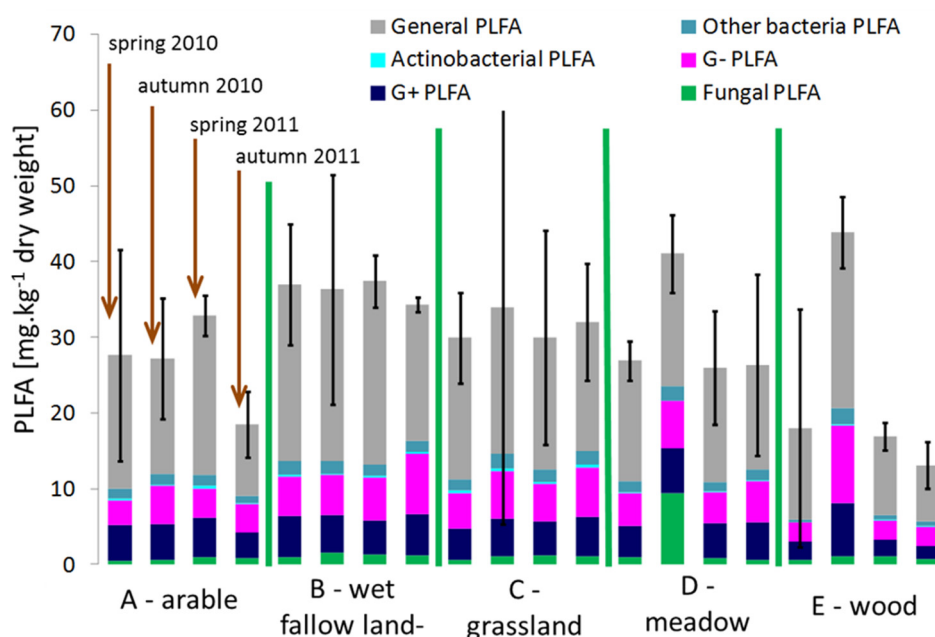 70
60
50
40
30
20
10
0
PLFA [mg.kg⁻¹ dry weight]
General PLFA
Other bacteria PLFA
Actinobacterial PLFA
G- PLFA
G+ PLFA
Fungal PLFA
spring 2010
autumn 2010
spring 2011
autumn 2011
A - arable
B - wet
fallow land-
C -
grassland
D -
meadow
E - wood